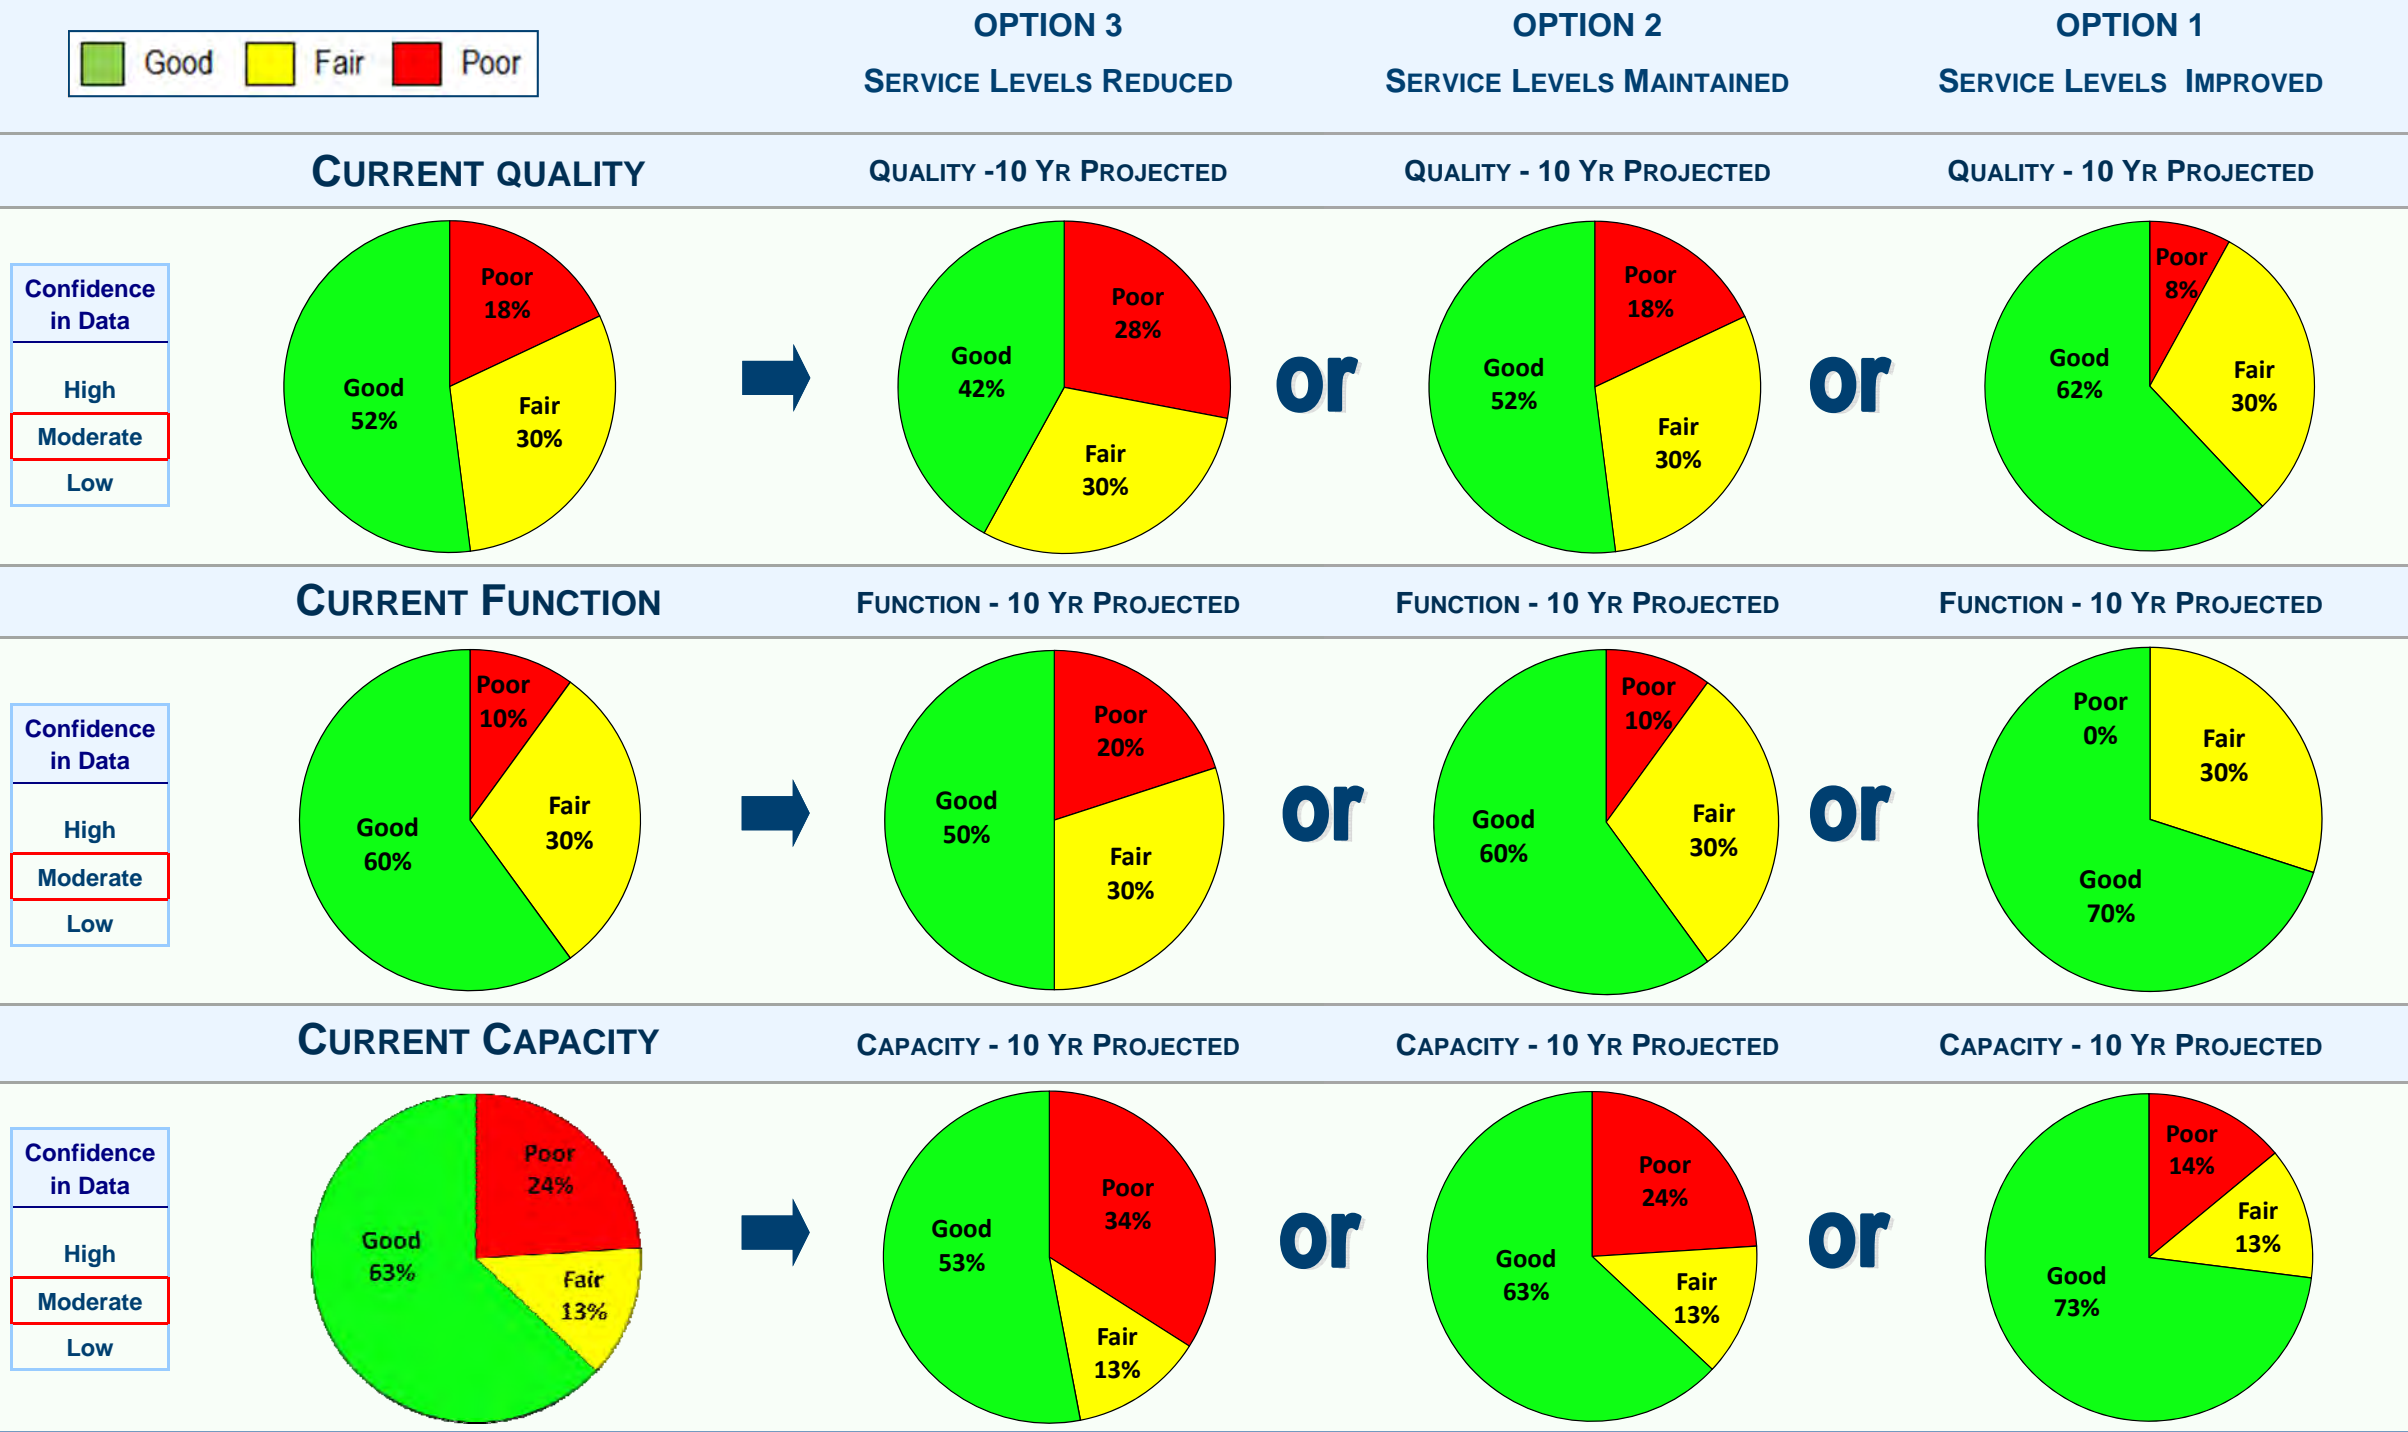 Good Fair Poor
OPTION 3
SERVICE LEVELS REDUCED
OPTION 2
SERVICE LEVELS MAINTAINED
OPTION 1
SERVICE LEVELS IMPROVED
CURRENT QUALITY
QUALITY -10 YR PROJECTED
QUALITY - 10 YR PROJECTED
QUALITY - 10 YR PROJECTED
Confidence
in Data
High
Moderate
Low
Poor
18%
Fair
30%
Good
52%
Poor
28%
Fair
30%
Good
42%
or
Poor
18%
Fair
30%
Good
52%
or
Poor
8%
Fair
30%
Good
62%
CURRENT FUNCTION
FUNCTION - 10 YR PROJECTED
FUNCTION - 10 YR PROJECTED
FUNCTION - 10 YR PROJECTED
Confidence
in Data
High
Moderate
Low
Poor
10%
Fair
30%
Good
60%
Poor
20%
Fair
30%
Good
50%
or
Poor
10%
Fair
30%
Good
60%
or
Poor
0%
Fair
30%
Good
70%
CURRENT CAPACITY
CAPACITY - 10 YR PROJECTED
CAPACITY - 10 YR PROJECTED
CAPACITY - 10 YR PROJECTED
Confidence
in Data
High
Moderate
Low
Poor
24%
Fair
13%
Good
63%
Poor
34%
Fair
13%
Good
53%
or
Poor
24%
Fair
13%
Good
63%
or
Poor
14%
Fair
13%
Good
73%